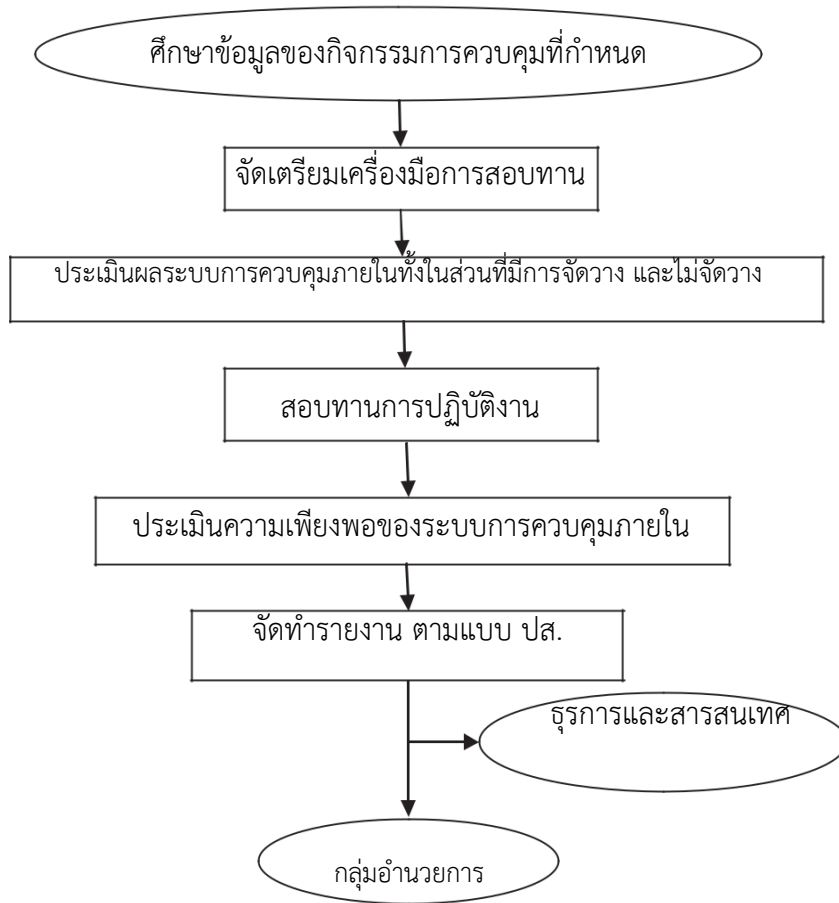 ศึกษาข้อมูลของกิจกรรมการควบคุมที่กำหนด
จัดเตรียมเครื่องมือการสอบทาน
ประเมินผลระบบการควบคุมภายในทั้งในส่วนที่มีการจัดวาง และไม่จัดวาง
สอบทานการปฏิบัติงาน
ประเมินความเพียงพอของระบบการควบคุมภายใน
จัดทำรายงาน ตามแบบ ปส.
ธุรการและสารสนเทศ
กลุ่มอำนวยการ